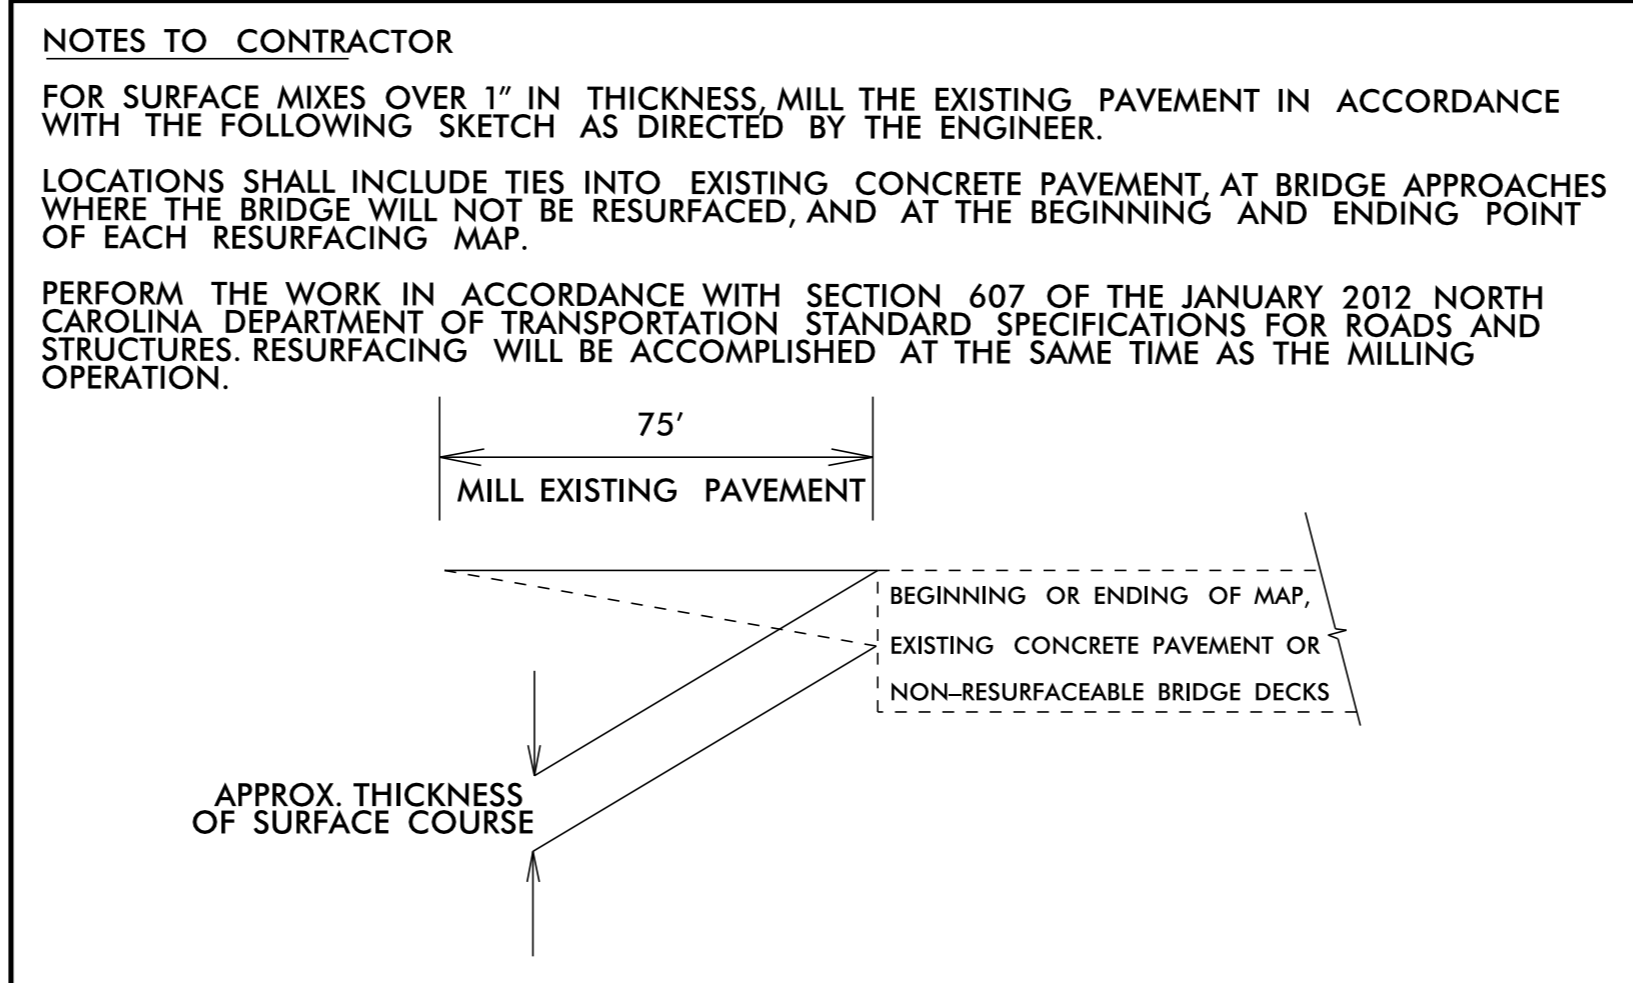 NOTES TO CONTRACTOR
FOR SURFACE MIXES OVER 1" IN THICKNESS, MILL THE EXISTING PAVEMENT IN ACCORDANCE
WITH THE FOLLOWING SKETCH AS DIRECTED BY THE ENGINEER.
LOCATIONS SHALL INCLUDE TIES INTO EXISTING CONCRETE PAVEMENT, AT BRIDGE APPROACHES
WHERE THE BRIDGE WILL NOT BE RESURFACED, AND AT THE BEGINNING AND ENDING POINT
OF EACH RESURFACING MAP.
PERFORM THE WORK IN ACCORDANCE WITH SECTION 607 OF THE JANUARY 2012 NORTH
CAROLINA DEPARTMENT OF TRANSPORTATION STANDARD SPECIFICATIONS FOR ROADS AND
STRUCTURES. RESURFACING WILL BE ACCOMPLISHED AT THE SAME TIME AS THE MILLING
OPERATION.
75'
MILL EXISTING PAVEMENT
BEGINNING OR ENDING OF MAP,
EXISTING CONCRETE PAVEMENT OR
NON–RESURFACEABLE BRIDGE DECKS
APPROX. THICKNESS
OF SURFACE COURSE